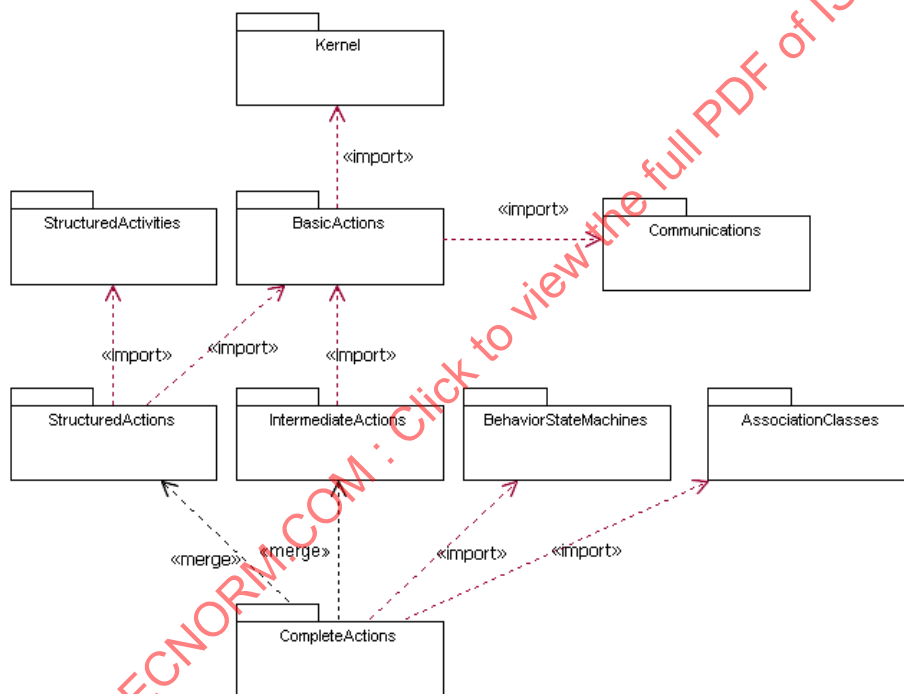 Kernel
«import»
StructuredActivities
BasicActions
«import»
Communications
«import»
«import»
«import»
StructuredActions
IntermediateActions
BehaviorStateMachines
AssociationClasses
«merge»
«merge»
«import»
«import»
CompleteActions
ECNORM.COM : Click to view the full PDF of IS